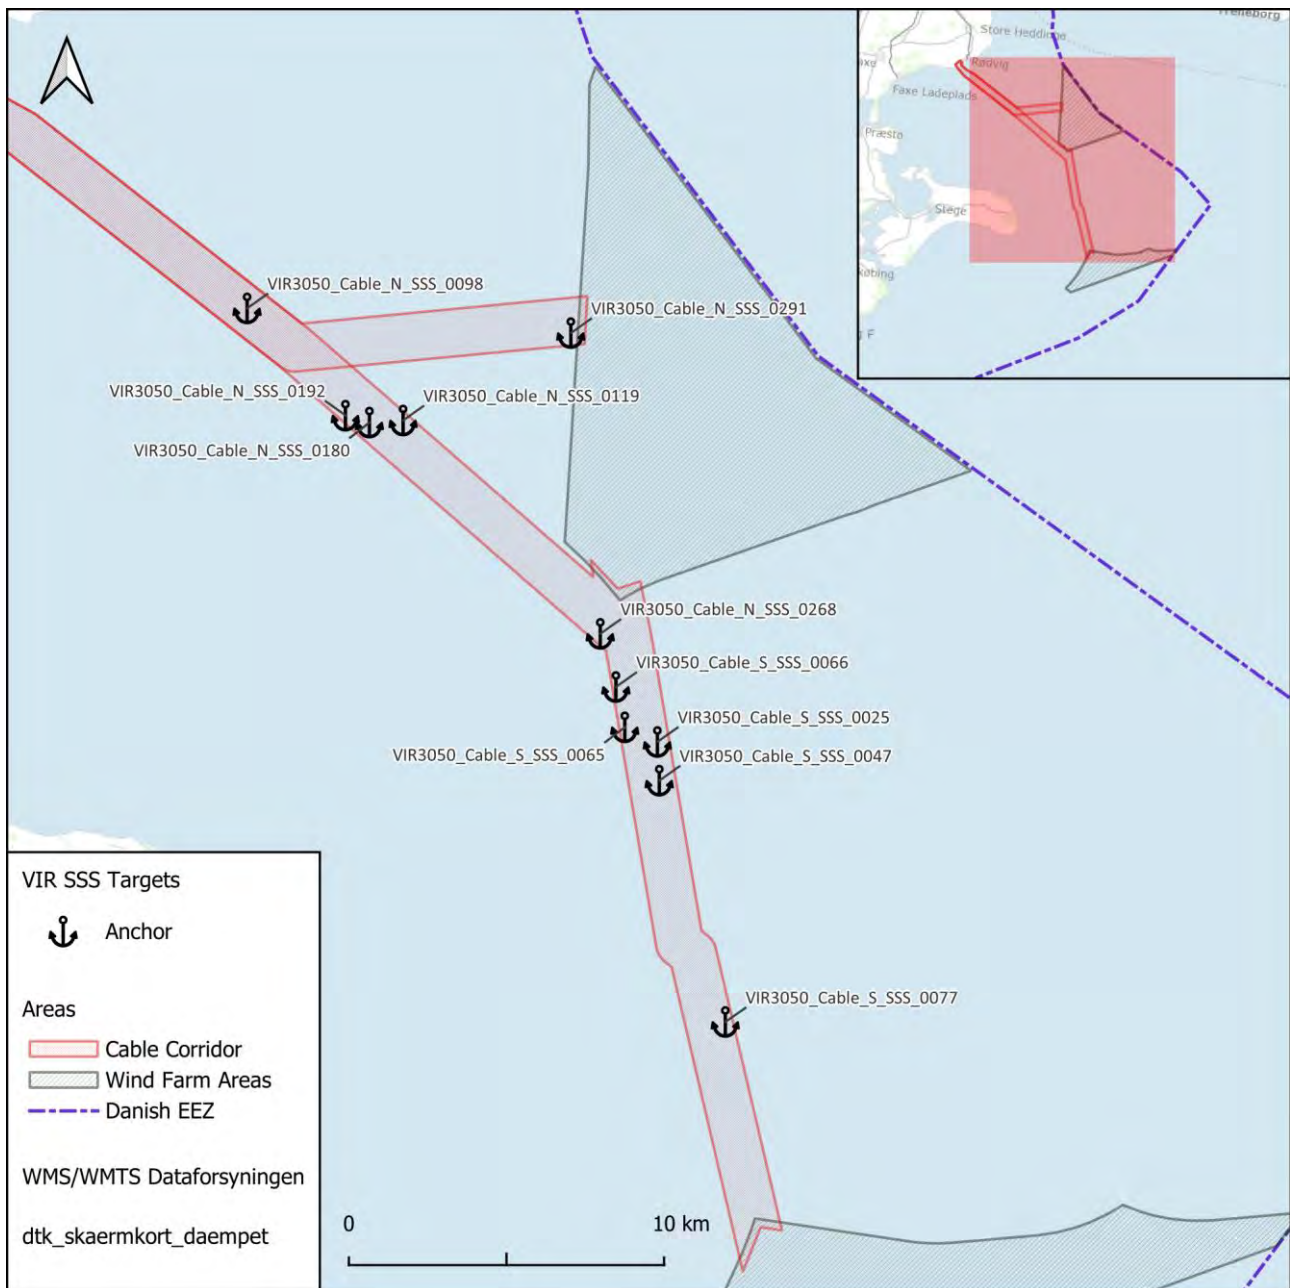 Trelleborg
Store Heddinge
Rødvig
Faxe Ladeplads
Præstø
Stege
VIR3050_Cable_N_SSS_0098
VIR3050_Cable_N_SSS_0291
VIR3050_Cable_N_SSS_0192
VIR3050_Cable_N_SSS_0119
VIR3050_Cable_N_SSS_0180
VIR3050_Cable_N_SSS_0268
VIR3050_Cable_S_SSS_0066
VIR3050_Cable_S_SSS_0025
VIR3050_Cable_S_SSS_0065
VIR3050_Cable_S_SSS_0047
VIR3050_Cable_S_SSS_0077
VIR SSS Targets
Anchor
Areas
Cable Corridor
Wind Farm Areas
Danish EEZ
WMS/WMTS Dataforsyningen
dtk_skaermkort_daempet
0 10 km